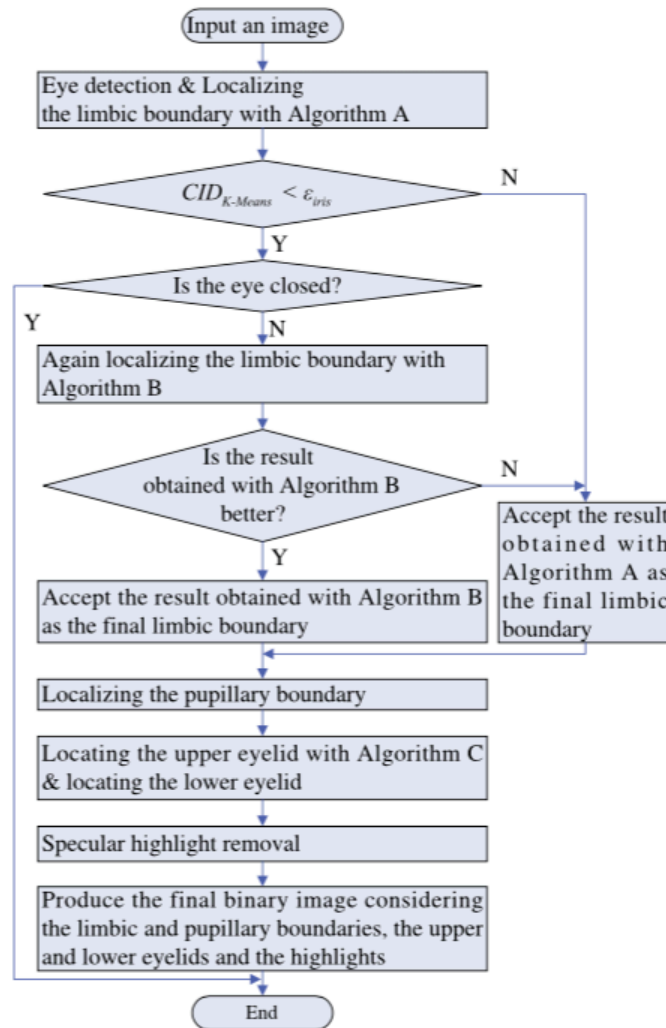 Input an image
Eye detection & Localizing
the limbic boundary with Algorithm A
CID_{K-Means} < ε_{iris}
N
Y
Is the eye closed?
Y
N
Again localizing the limbic boundary with
Algorithm B
Is the result
obtained with Algorithm B
better?
N
Y
Accept the result
obtained with
Algorithm A as
the final limbic
boundary
Accept the result obtained with Algorithm B
as the final limbic boundary
Localizing the pupillary boundary
Locating the upper eyelid with Algorithm C
& locating the lower eyelid
Specular highlight removal
Produce the final binary image considering
the limbic and pupillary boundaries, the upper
and lower eyelids and the highlights
End